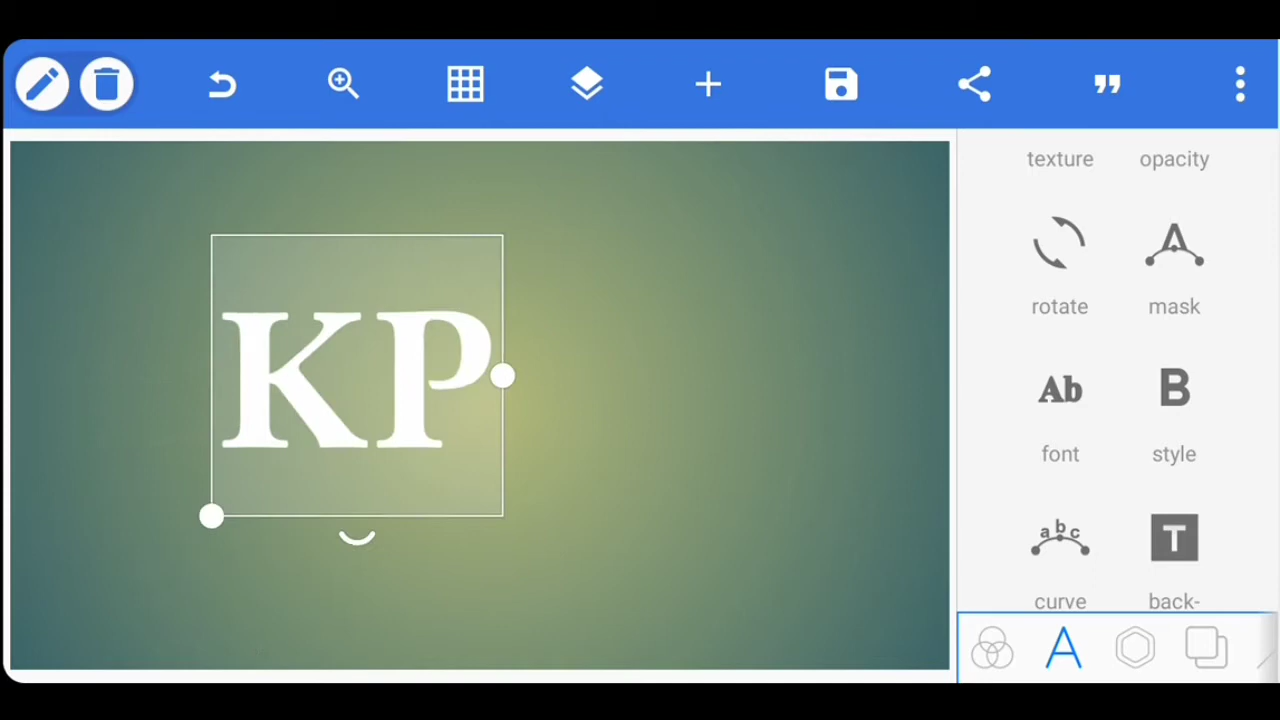 texture opacity
KP
rotate mask
Ab B
font style
abc T
curve back-
A